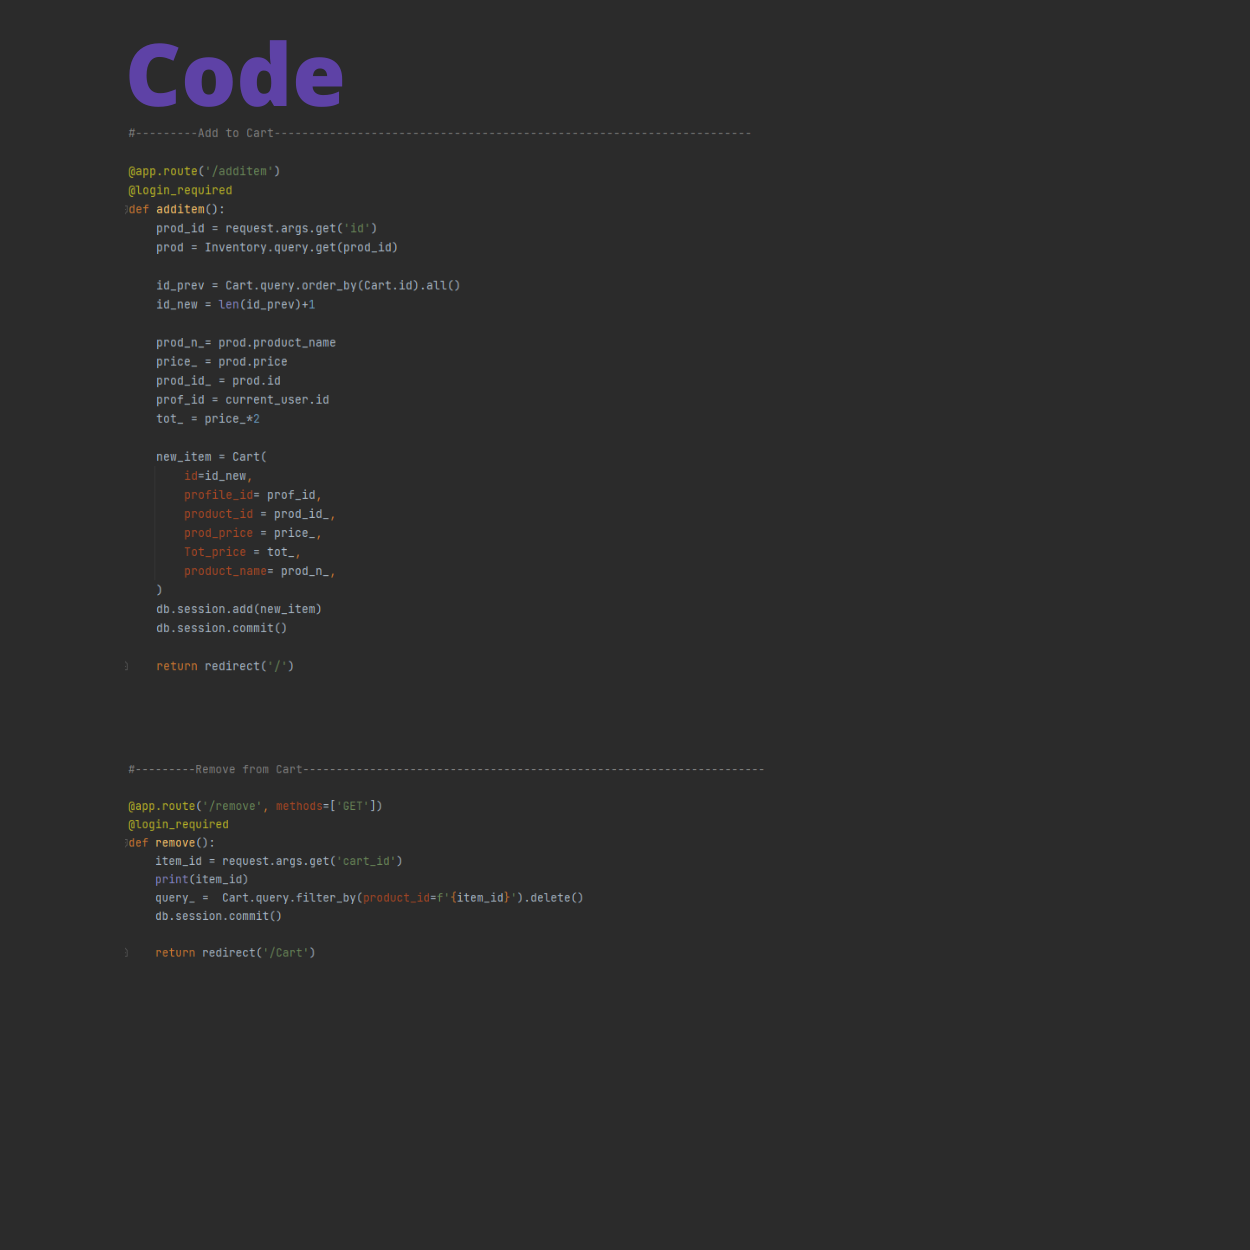 Code
#---------Add to Cart---------------------------------------------------------------------
@app.route('/additem')
@login_required
def additem():
    prod_id = request.args.get('id')
    prod = Inventory.query.get(prod_id)
    id_prev = Cart.query.order_by(Cart.id).all()
    id_new = len(id_prev)+1
    prod_n_= prod.product_name
    price_ = prod.price
    prod_id_ = prod.id
    prof_id = current_user.id
    tot_ = price_*2
    new_item = Cart(
        id=id_new,
        profile_id= prof_id,
        product_id = prod_id_,
        prod_price = price_,
        Tot_price = tot_,
        product_name= prod_n_,
    )
    db.session.add(new_item)
    db.session.commit()
    return redirect('/')
#---------Remove from Cart---------------------------------------------------------------------
@app.route('/remove', methods=['GET'])
@login_required
def remove():
    item_id = request.args.get('cart_id')
    print(item_id)
    query_ =  Cart.query.filter_by(product_id=f'{item_id}').delete()
    db.session.commit()
    return redirect('/Cart')